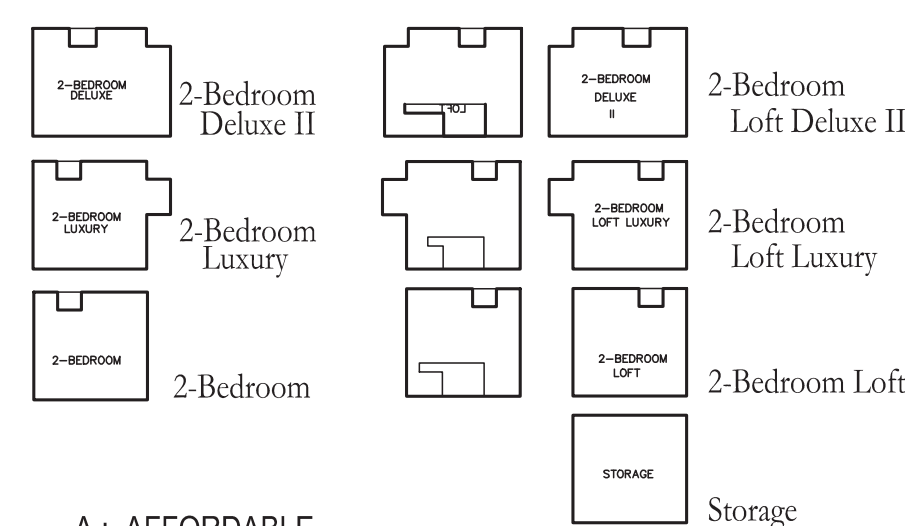 2-BEDROOM
DELUXE
2-Bedroom
Deluxe II
LOF
2-BEDROOM
DELUXE
II
2-Bedroom
Loft Deluxe II
2-BEDROOM
LUXURY
2-Bedroom
Luxury
2-BEDROOM
LOFT LUXURY
2-Bedroom
Loft Luxury
2-BEDROOM
2-Bedroom
2-BEDROOM
LOFT
2-Bedroom Loft
STORAGE
Storage
A+ AFFORDABLE